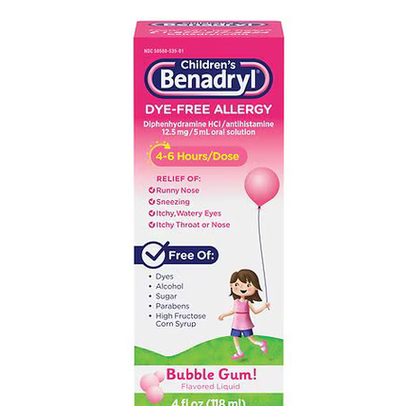 NDC 50580-535-01
Children's
Benadryl®
DYE-FREE ALLERGY
Diphenhydramine HCl/antihistamine
12.5 mg/5 mL oral solution
4-6 Hours/Dose
RELIEF OF:
Runny Nose
Sneezing
Itchy, Watery Eyes
Itchy Throat or Nose
Free Of:
• Dyes
• Alcohol
• Sugar
• Parabens
• High Fructose
Corn Syrup
Bubble Gum!
Flavored Liquid
4 fl oz (118 ml)